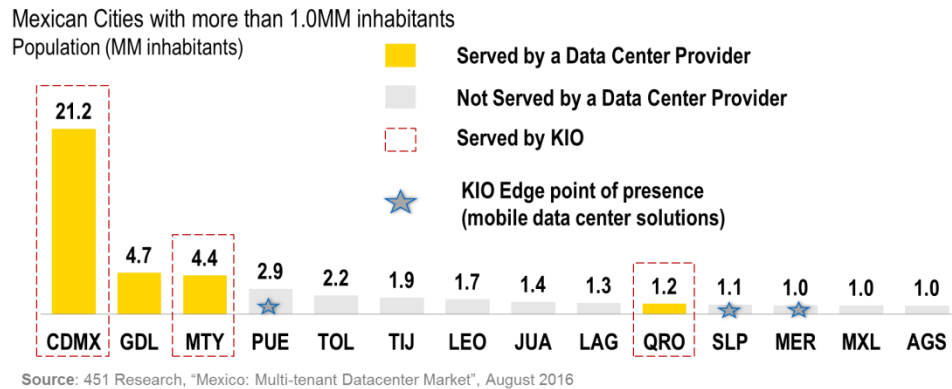 Mexican Cities with more than 1.0MM inhabitants
Population (MM inhabitants)
Served by a Data Center Provider
Not Served by a Data Center Provider
Served by KIO
KIO Edge point of presence
(mobile data center solutions)
21.2 4.7 4.4 2.9 2.2 1.9 1.7 1.4 1.3 1.2 1.1 1.0 1.0 1.0
CDMX GDL MTY PUE TOL TIJ LEO JUA LAG QRO SLP MER MXL AGS
Source: 451 Research, “Mexico: Multi-tenant Datacenter Market”, August 2016